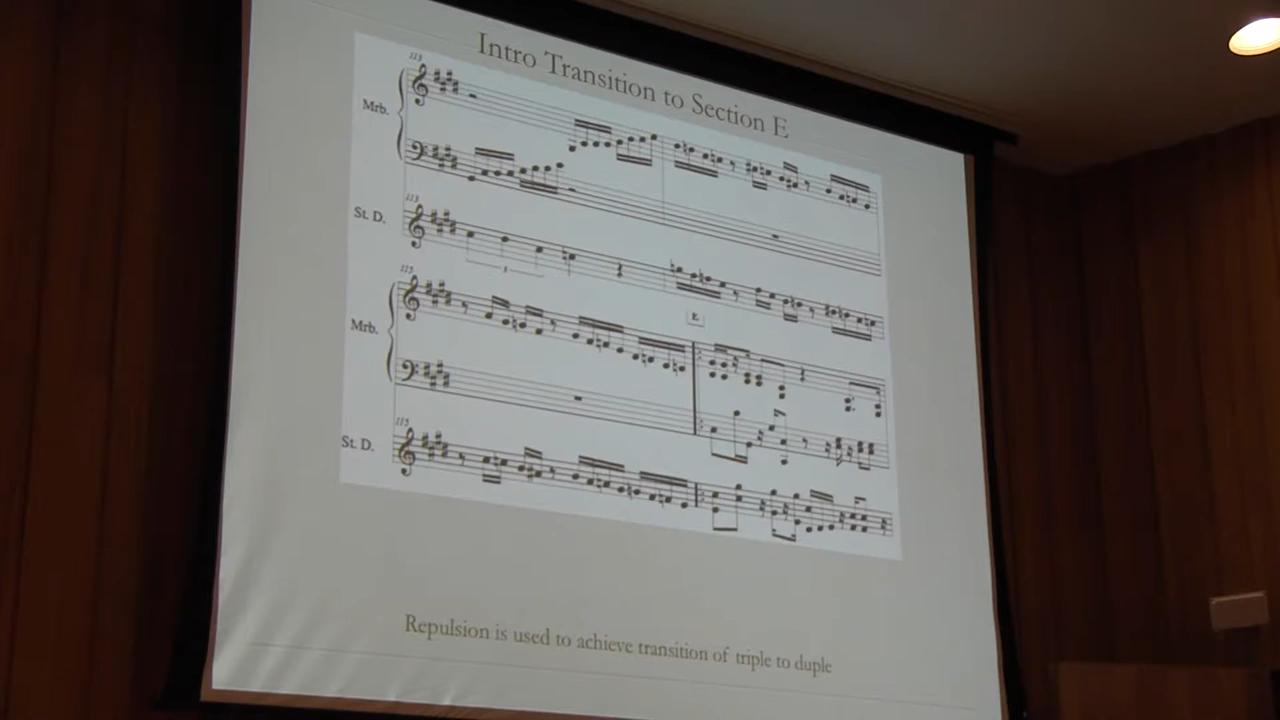 Intro Transition to Section E
113
Mrb.
113
St. D.
115
Mrb.
E.
115
St. D.
3
Repulsion is used to achieve transition of triple to duple